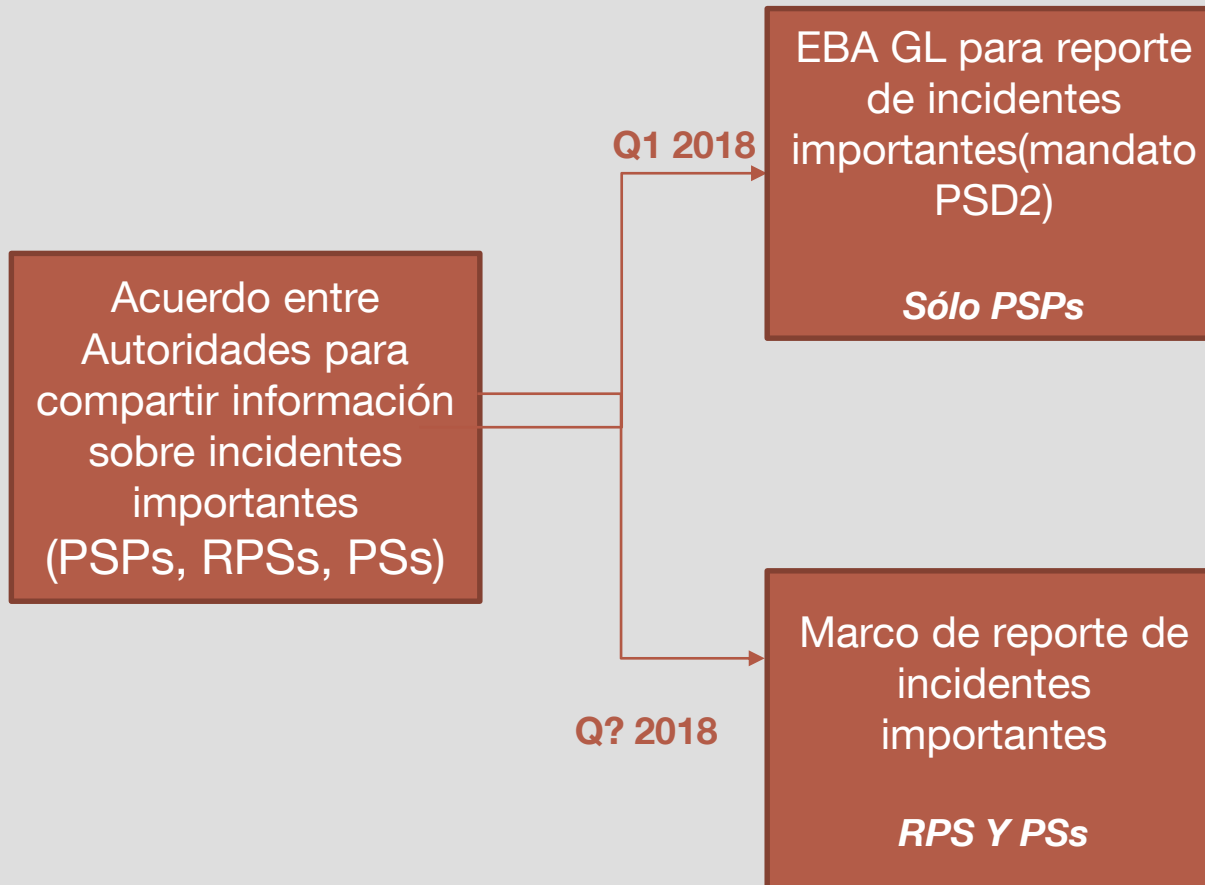 Acuerdo entre
Autoridades para
compartir información
sobre incidentes
importantes
(PSPs, RPSs, PSs)
Q1 2018
EBA GL para reporte
de incidentes
importantes(mandato
PSD2)
Sólo PSPs
Q? 2018
Marco de reporte de
incidentes
importantes
RPS Y PSs